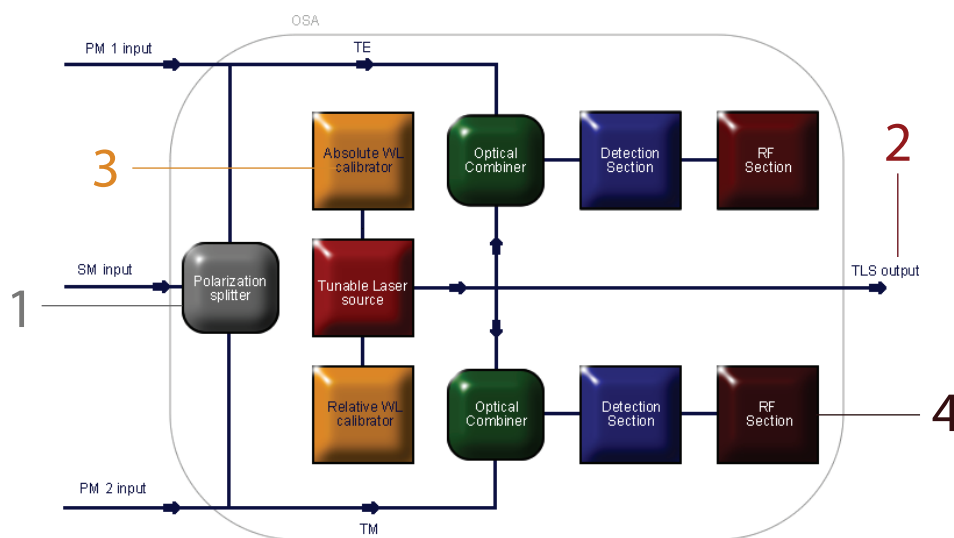 OSA
PM 1 input
TE
3
Absolute WL
calibrator
Optical
Combiner
Detection
Section
RF
Section
2
SM input
1
Polarization
splitter
Tunable Laser
source
TLS output
Relative WL
calibrator
Optical
Combiner
Detection
Section
RF
Section
4
PM 2 input
TM